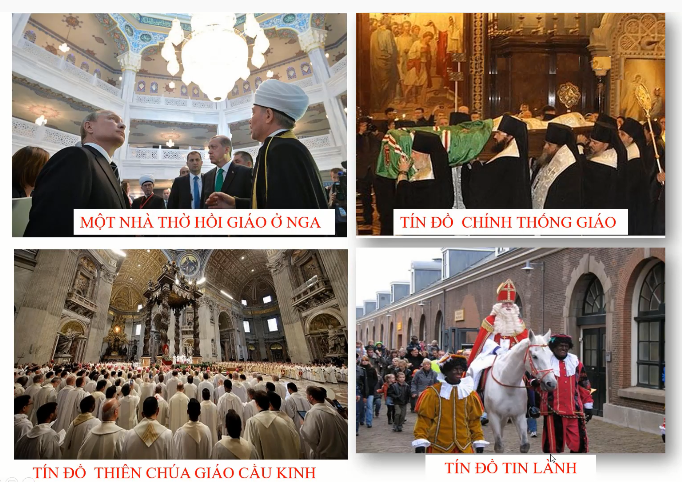 MỘT NHÀ THỜ HỒI GIÁO Ở NGA
TÍN ĐỒ CHÍNH THỐNG GIÁO
TÍN ĐỒ THIÊN CHÚA GIÁO CẦU KINH
TÍN ĐỒ TIN LÀNH